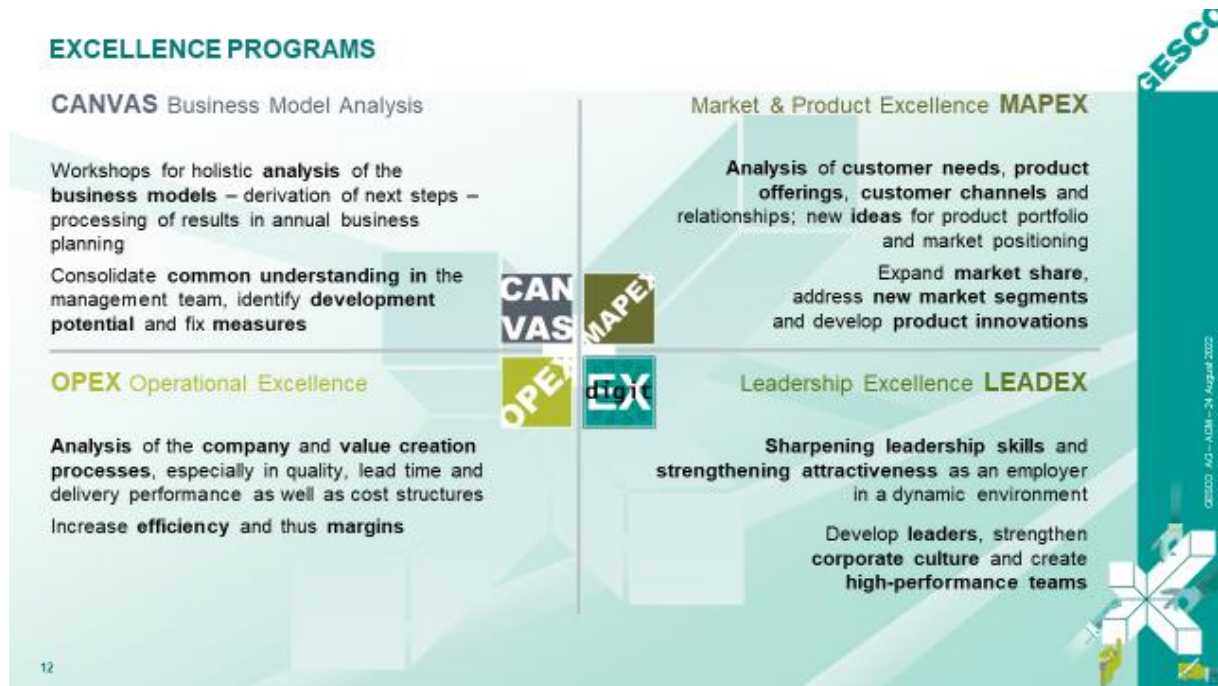 EXCELLENCE PROGRAMS
GESCO
CANVAS Business Model Analysis
Workshops for holistic analysis of the
business models – derivation of next steps –
processing of results in annual business
planning
Consolidate common understanding in the
management team, identify development
potential and fix measures
Market & Product Excellence MAPEX
Analysis of customer needs, product
offerings, customer channels and
relationships; new ideas for product portfolio
and market positioning
Expand market share,
address new market segments
and develop product innovations
CAN
VAS
MAPEX
OPEX
digit
EX
OPEX Operational Excellence
Analysis of the company and value creation
processes, especially in quality, lead time and
delivery performance as well as cost structures
Increase efficiency and thus margins
Leadership Excellence LEADEX
Sharpening leadership skills and
strengthening attractiveness as an employer
in a dynamic environment
Develop leaders, strengthen
corporate culture and create
high-performance teams
GESCO AG – AGM – 24 August 2022
12